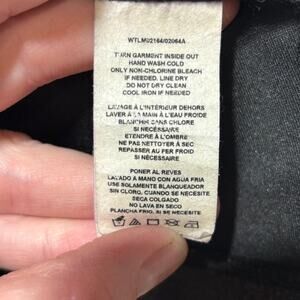 WTLM02164/02064A
TURN GARMENT INSIDE OUT
HAND WASH COLD
ONLY NON-CHLORINE BLEACH
IF NEEDED. LINE DRY
DO NOT DRY CLEAN
COOL IRON IF NEEDED
LAVAGE À L'INTÉRIEUR DEHORS
LAVER À LA MAIN À L'EAU FROIDE
BLANCHIR SANS CHLORE
SI NÉCESSAIRE
ÉTENDRE À L'OMBRE
NE PAS NETTOYER À SEC
REPASSER AU FER FROID
SI NÉCESSAIRE
PONER AL REVES
LAVADO A MANO CON AGUA FRIA
USE SOLAMENTE BLANQUEADOR
SIN CLORO, CUANDO SE NECESITE
SECA COLGADO
NO LAVA EN SECO
PLANCHA FRIO, SI SE NECESITE